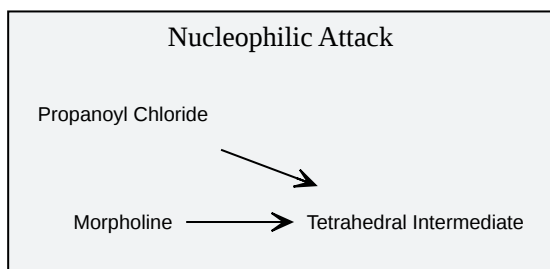 Nucleophilic Attack
Propanoyl Chloride
Morpholine
Tetrahedral Intermediate